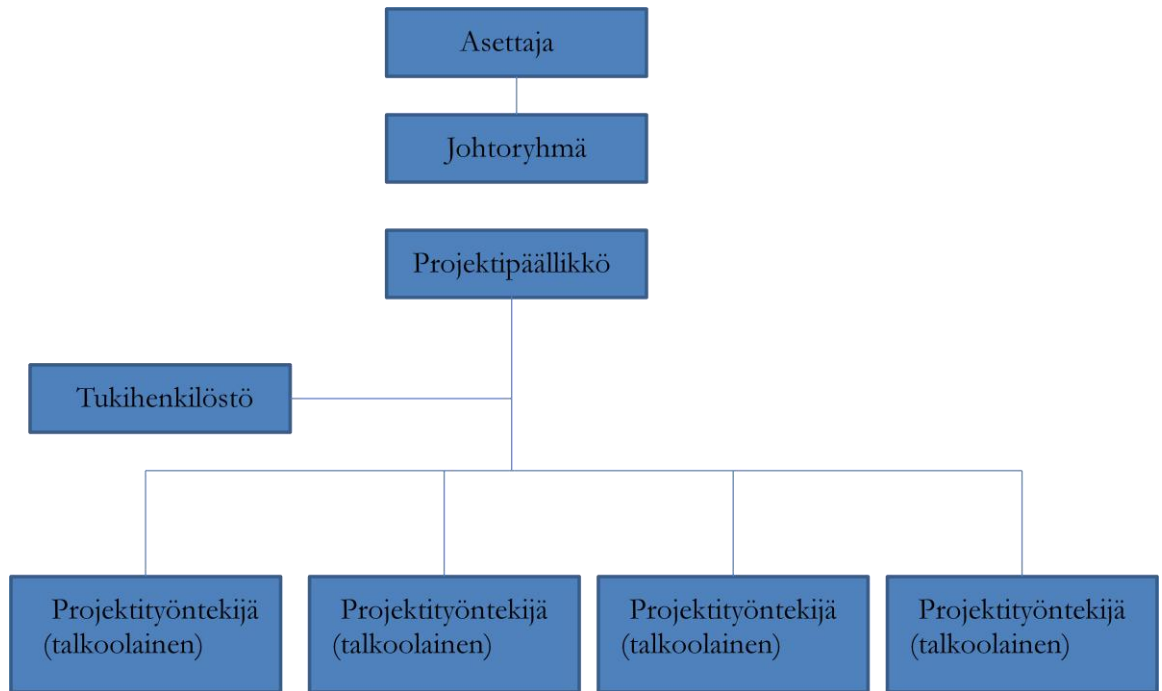 Asettaja
Johtoryhmä
Projektipäällikkö
Tukihenkilöstö
Projektityöntekijä
(talkoolainen)
Projektityöntekijä
(talkoolainen)
Projektityöntekijä
(talkoolainen)
Projektityöntekijä
(talkoolainen)